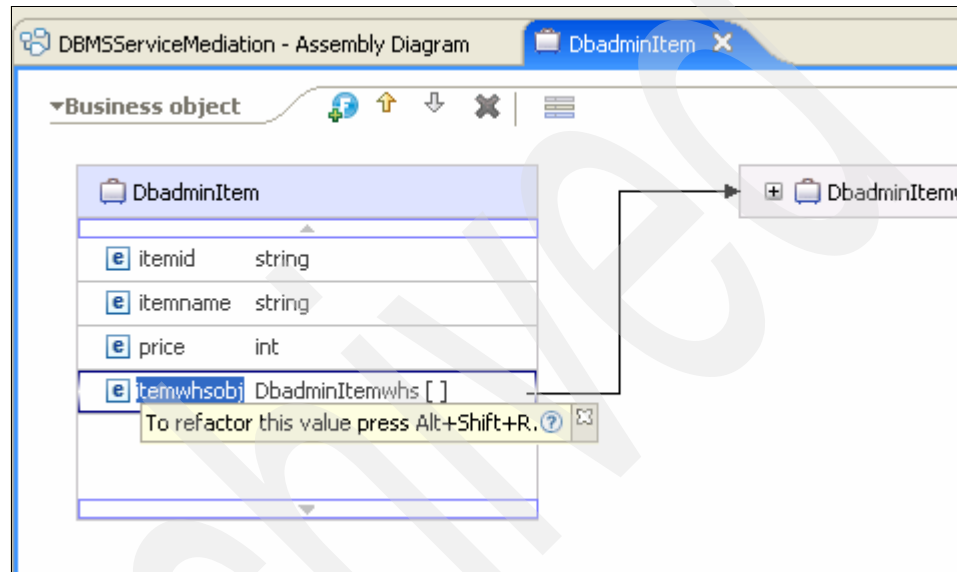 DBMSServiceMediation - Assembly Diagram DbadminItem
Business object
DbadminItem
itemid string
itemname string
price int
itemwhsobj DbadminItemwhs [ ]
To refactor this value press Alt+Shift+R.